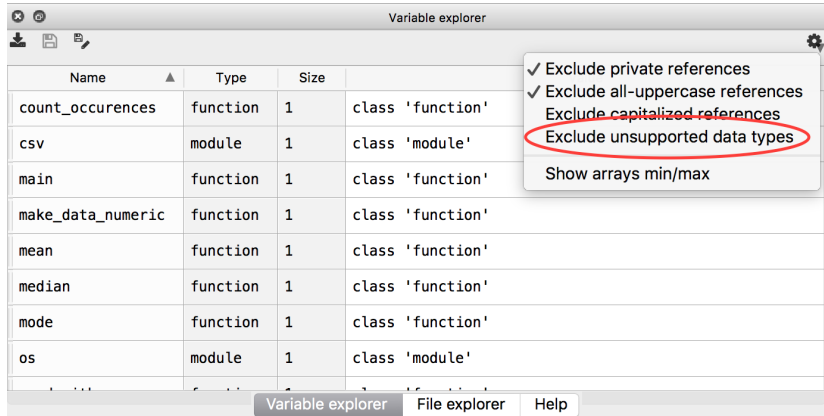 Variable explorer
Name Type Size
✓ Exclude private references
✓ Exclude all-uppercase references
Exclude capitalized references
Exclude unsupported data types
Show arrays min/max
count_occurences function 1 class 'function'
csv module 1 class 'module'
main function 1 class 'function'
make_data_numeric function 1 class 'function'
mean function 1 class 'function'
median function 1 class 'function'
mode function 1 class 'function'
os module 1 class 'module'
Variable explorer File explorer Help